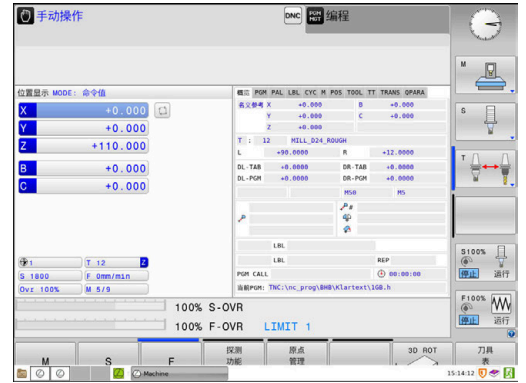 手动操作
DNC
PGM MGT
编程
位置显示 MODE: 命令值
X +0.000
Y +0.000
Z +110.000
B +0.000
C +0.000
1 T 12 Z
S 1800 F 0mm/min
Ovr 100% M 5/9
概览 PGM PAL LBL CYC M POS TOOL TT TRANS QPARA
名义参考 X +0.000 B +0.000
Y +0.000 C +0.000
Z +0.000
T : 12 MILL_D24_ROUGH
L +90.0000 R +12.0000
DL-TAB +0.0000 DR-TAB +0.0000
DL-PGM +0.0000 DR-PGM +0.0000
M50 M5
P#
LBL
LBL REP
PGM CALL 00:00:00
当前PGM: TNC:\nc_prog\BHB\Klartext\1GB.h
100% S-OVR
100% F-OVR LIMIT 1
M
S
T
S100%
停止 运行
F100%
停止 运行
M
S
F
探测
功能
原点
管理
3D ROT
刀具
表
Machine
15:14:12